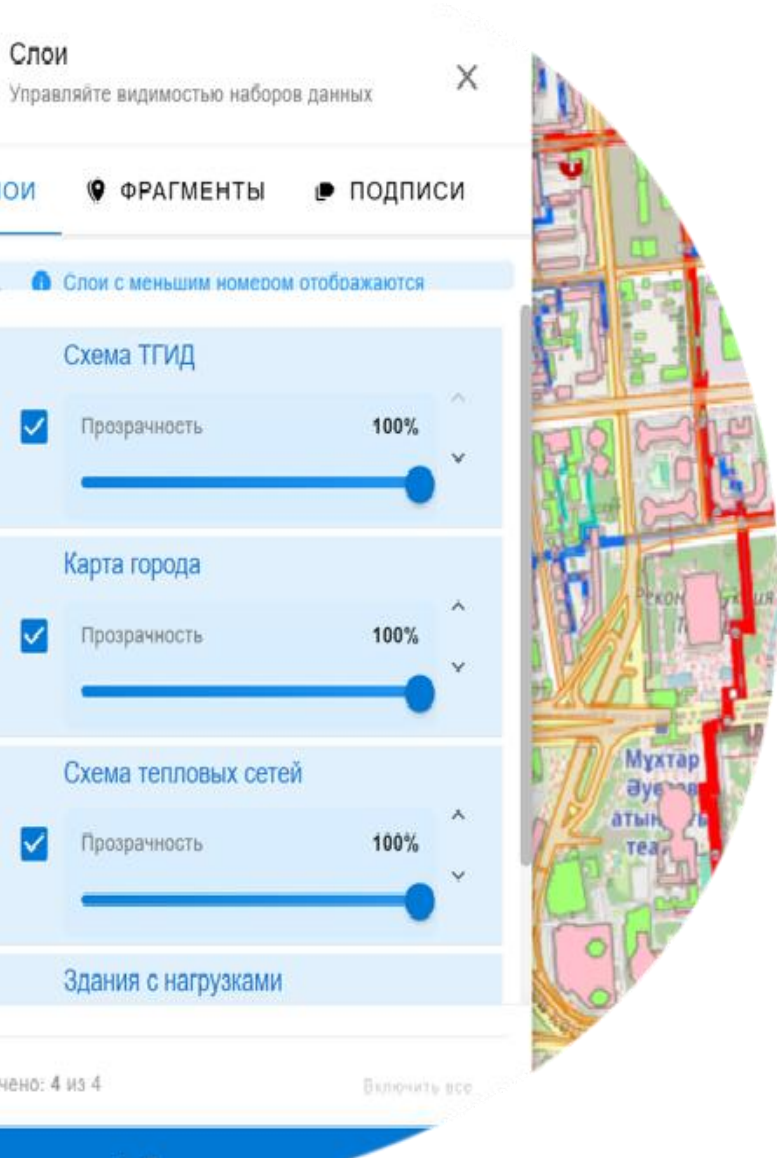 Слои
Управляйте видимостью наборов данных
ФРАГМЕНТЫ ПОДПИСИ
Слои с меньшим номером отображаются
Схема ТГИД
Прозрачность 100%
Карта города
Прозрачность 100%
Схема тепловых сетей
Прозрачность 100%
Здания с нагрузками
4 из 4
Включить все
Мұхтар